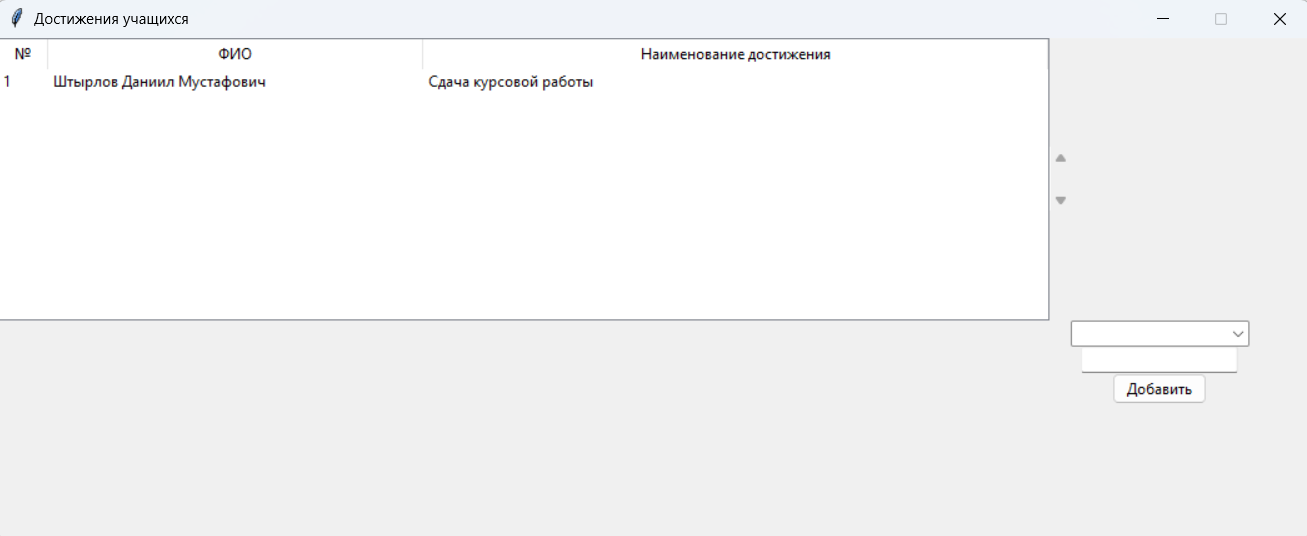 Достижения учащихся
№ ФИО Наименование достижения
1 Штырлов Даниил Мустафович Сдача курсовой работы
Добавить